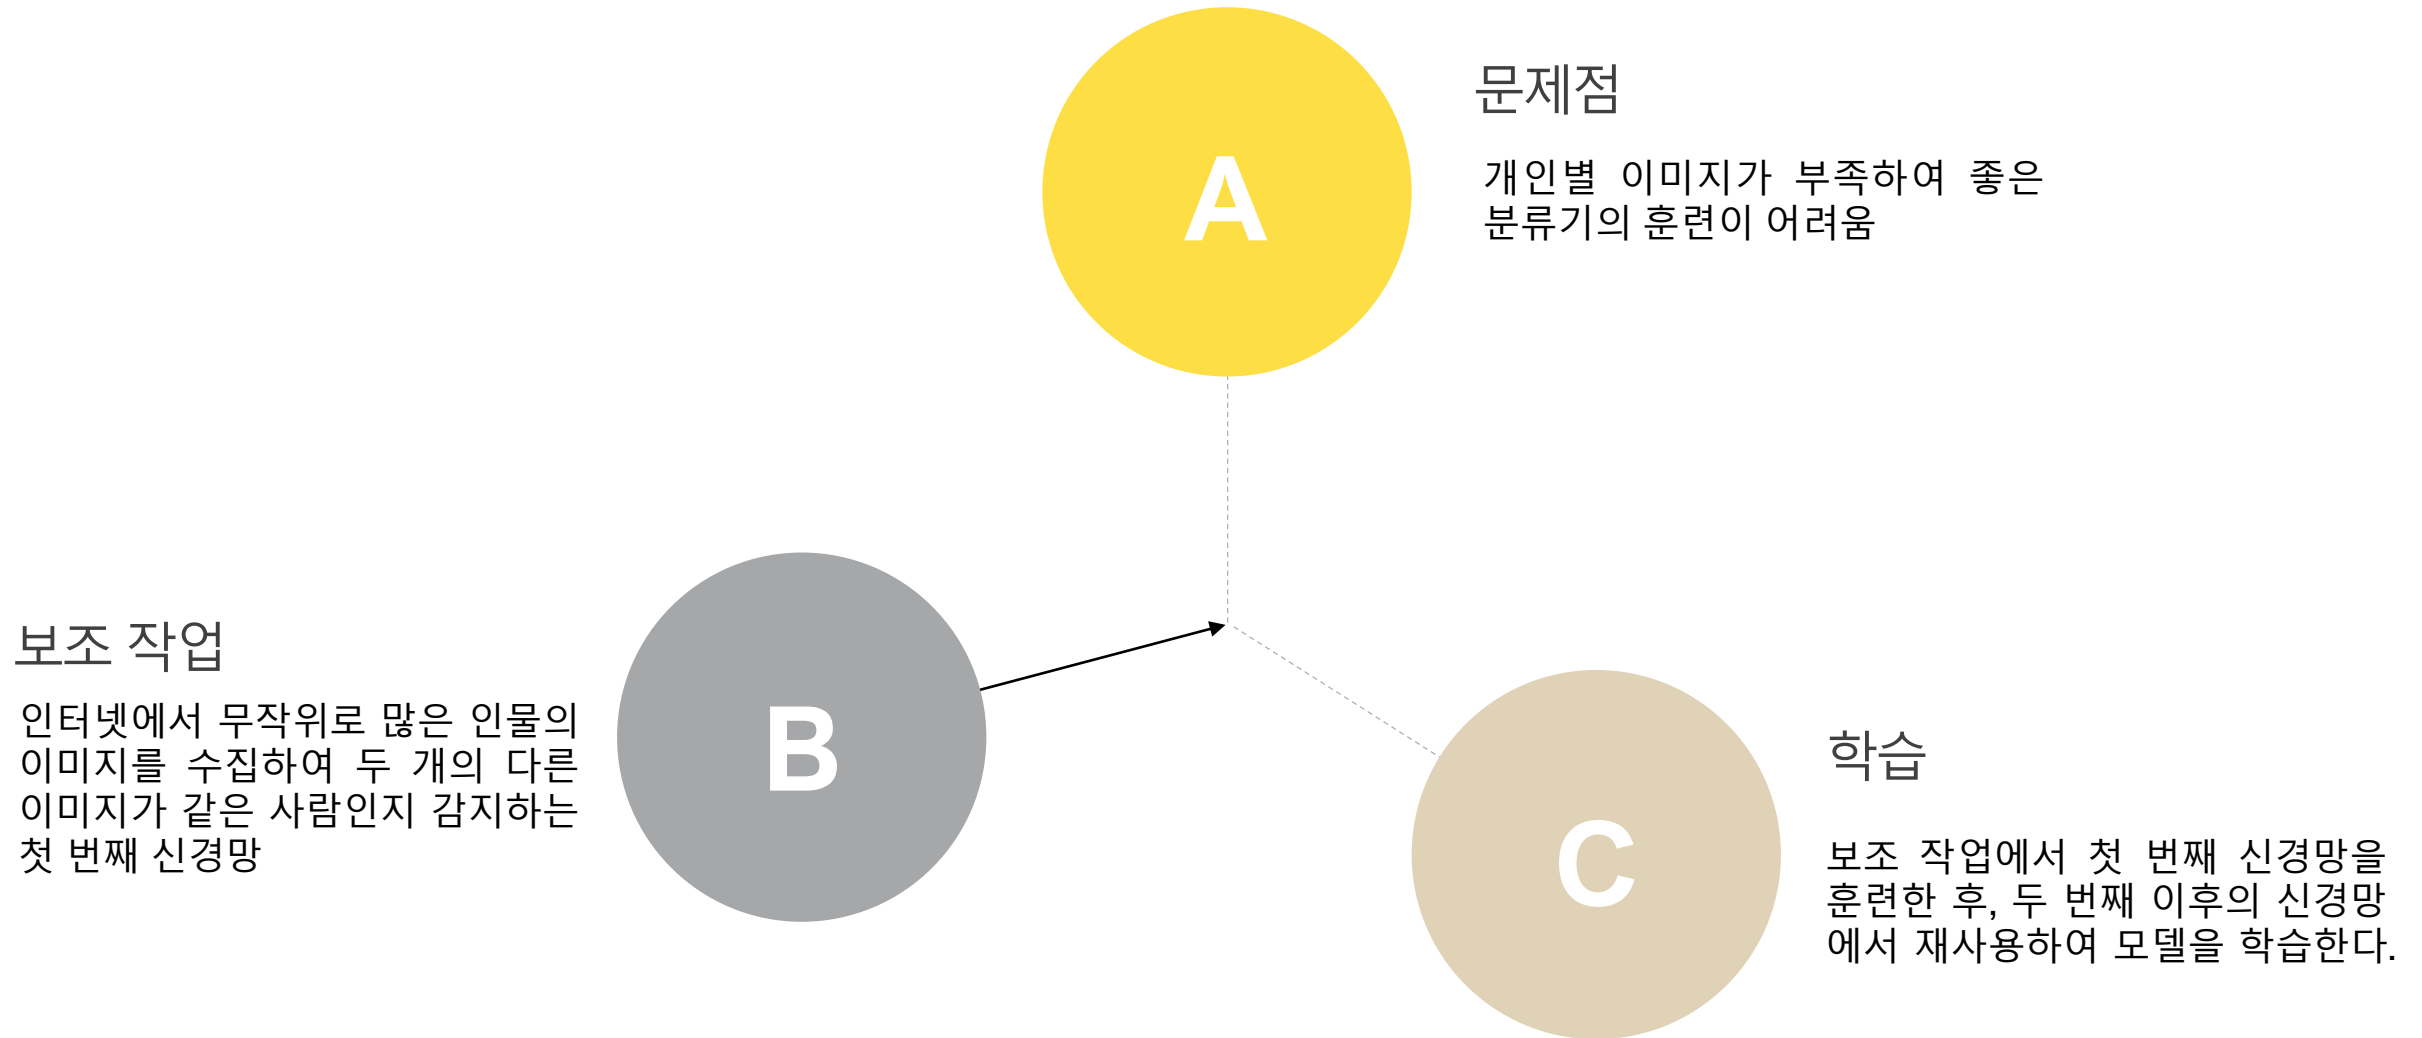 A
문제점
개인별 이미지가 부족하여 좋은
분류기의 훈련이 어려움
B
보조 작업
인터넷에서 무작위로 많은 인물의
이미지를 수집하여 두 개의 다른
이미지가 같은 사람인지 감지하는
첫 번째 신경망
C
학습
보조 작업에서 첫 번째 신경망을
훈련한 후, 두 번째 이후의 신경망
에서 재사용하여 모델을 학습한다.